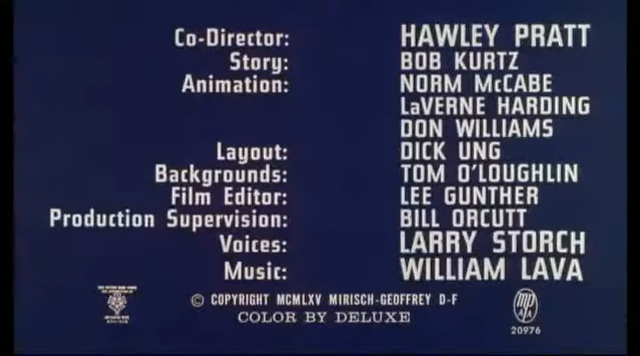 Co-Director: HAWLEY PRATT
Story: BOB KURTZ
Animation: NORM McCABE
LaVERNE HARDING
DON WILLIAMS
Layout: DICK UNG
Backgrounds: TOM O'LOUGHLIN
Film Editor: LEE GUNTHER
Production Supervision: BILL ORCUTT
Voices: LARRY STORCH
Music: WILLIAM LAVA
© COPYRIGHT MCMLXV MIRISCH-GEOFFREY D-F
COLOR BY DELUXE
20976